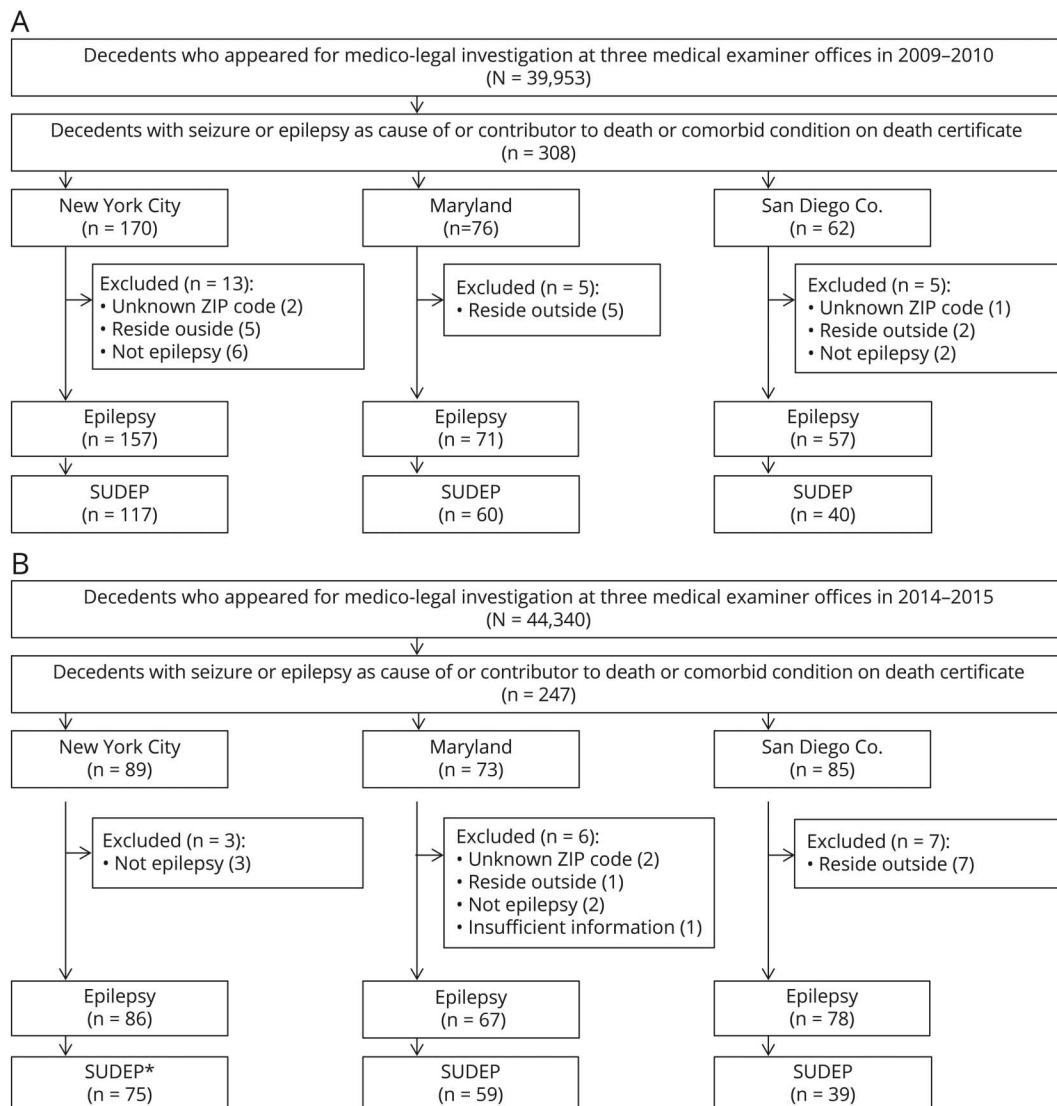 A
Decedents who appeared for medico-legal investigation at three medical examiner offices in 2009–2010
(N = 39,953)
Decedents with seizure or epilepsy as cause of or contributor to death or comorbid condition on death certificate
(n = 308)
New York City
(n = 170)
Maryland
(n=76)
San Diego Co.
(n = 62)
Excluded (n = 13):
• Unknown ZIP code (2)
• Reside ouside (5)
• Not epilepsy (6)
Excluded (n = 5):
• Reside outside (5)
Excluded (n = 5):
• Unknown ZIP code (1)
• Reside outside (2)
• Not epilepsy (2)
Epilepsy
(n = 157)
Epilepsy
(n = 71)
Epilepsy
(n = 57)
SUDEP
(n = 117)
SUDEP
(n = 60)
SUDEP
(n = 40)
B
Decedents who appeared for medico-legal investigation at three medical examiner offices in 2014–2015
(N = 44,340)
Decedents with seizure or epilepsy as cause of or contributor to death or comorbid condition on death certificate
(n = 247)
New York City
(n = 89)
Maryland
(n = 73)
San Diego Co.
(n = 85)
Excluded (n = 3):
• Not epilepsy (3)
Excluded (n = 6):
• Unknown ZIP code (2)
• Reside outside (1)
• Not epilepsy (2)
• Insufficient information (1)
Excluded (n = 7):
• Reside outside (7)
Epilepsy
(n = 86)
Epilepsy
(n = 67)
Epilepsy
(n = 78)
SUDEP*
(n = 75)
SUDEP
(n = 59)
SUDEP
(n = 39)